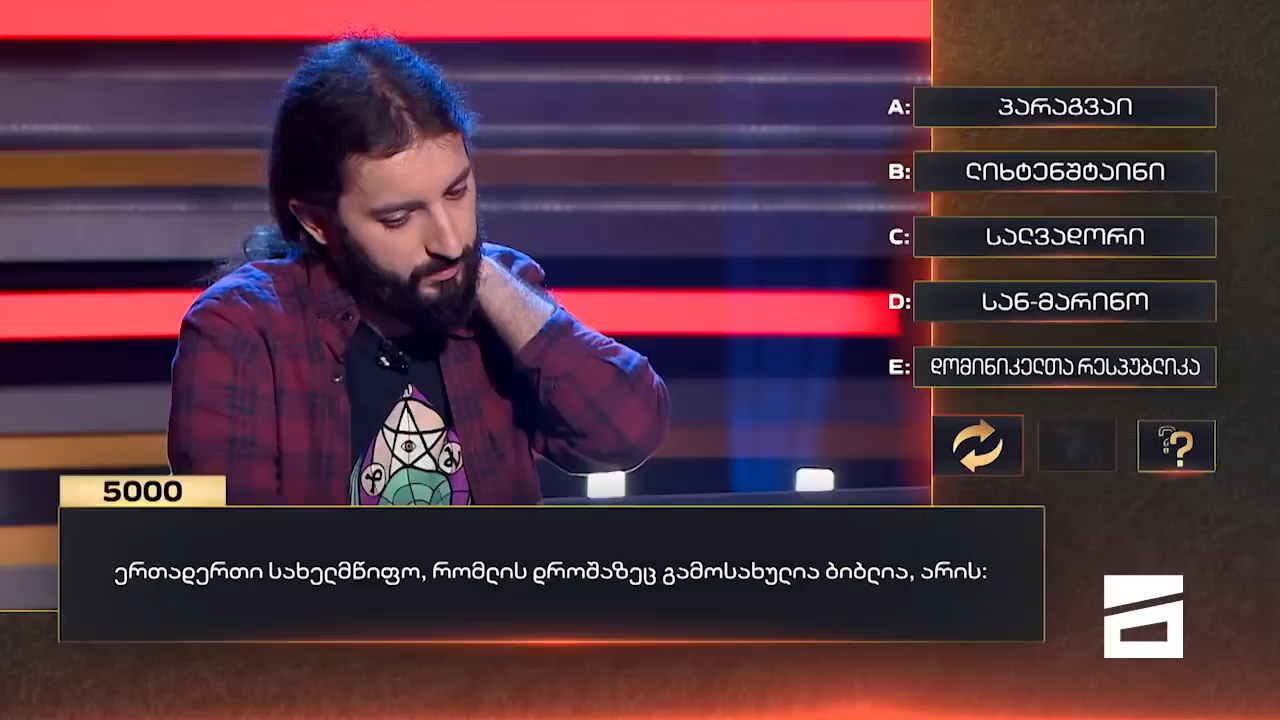 A: პარაგვაი
B: ლიხტენშტაინი
C: სალვადორი
D: სან-მარინო
E: დომინიკელთა რესპუბლიკა
5000
ერთადერთი სახელმწიფო, რომლის დროშაზეც გამოსახულია ბიბლია, არის: